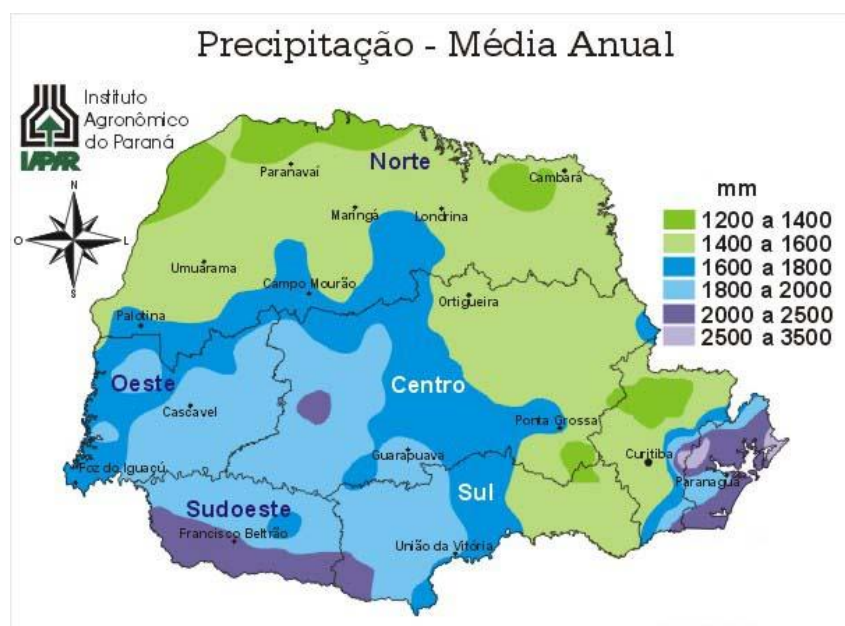 Precipitação - Média Anual
Instituto
Agronômico
do Paraná
IAPAR
N
O
L
S
Norte
Paranavaí
Cambará
Maringá
Londrina
Umuarama
Campo Mourão
Ortigueira
Palotina
Oeste
Centro
Cascavel
Ponta Grossa
Guarapuava
Curitiba
Foz do Iguaçú
Sul
Paranaguá
Sudoeste
Francisco Beltrão
União da Vitória
mm
1200 a 1400
1400 a 1600
1600 a 1800
1800 a 2000
2000 a 2500
2500 a 3500